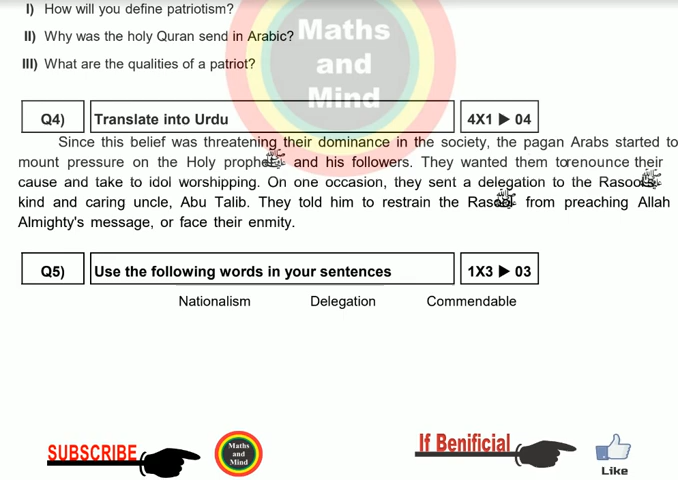 I) How will you define patriotism?
II) Why was the holy Quran send in Arabic?
III) What are the qualities of a patriot?
Maths
and
Mind
Q4) Translate into Urdu 4X1 ▶ 04
Since this belief was threatening their dominance in the society, the pagan Arabs started to
mount pressure on the Holy prophet ﷺ and his followers. They wanted them torenounce their
cause and take to idol worshipping. On one occasion, they sent a delegation to the Rasool ﷺ
kind and caring uncle, Abu Talib. They told him to restrain the Rasool ﷺ from preaching Allah
Almighty's message, or face their enmity.
Q5) Use the following words in your sentences 1X3 ▶ 03
Nationalism Delegation Commendable
SUBSCRIBE
Maths
and
Mind
If Benificial
Like